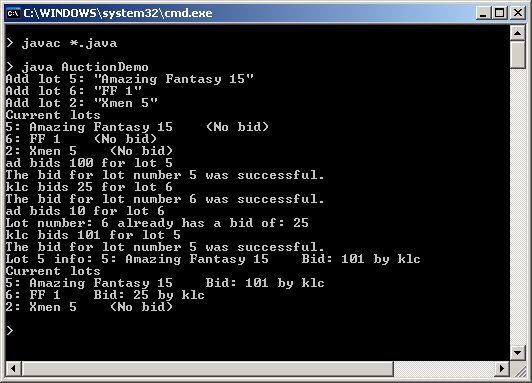 C:\WINDOWS\system32\cmd.exe
> javac *.java
> java AuctionDemo
Add lot 5: "Amazing Fantasy 15"
Add lot 6: "FF 1"
Add lot 2: "Xmen 5"
Current lots
5: Amazing Fantasy 15    (No bid)
6: FF 1    (No bid)
2: Xmen 5    (No bid)
ad bids 100 for lot 5
The bid for lot number 5 was successful.
klc bids 25 for lot 6
The bid for lot number 6 was successful.
ad bids 10 for lot 6
Lot number: 6 already has a bid of: 25
klc bids 101 for lot 5
The bid for lot number 5 was successful.
Lot 5 info: 5: Amazing Fantasy 15    Bid: 101 by klc
Current lots
5: Amazing Fantasy 15    Bid: 101 by klc
6: FF 1    Bid: 25 by klc
2: Xmen 5    (No bid)
>